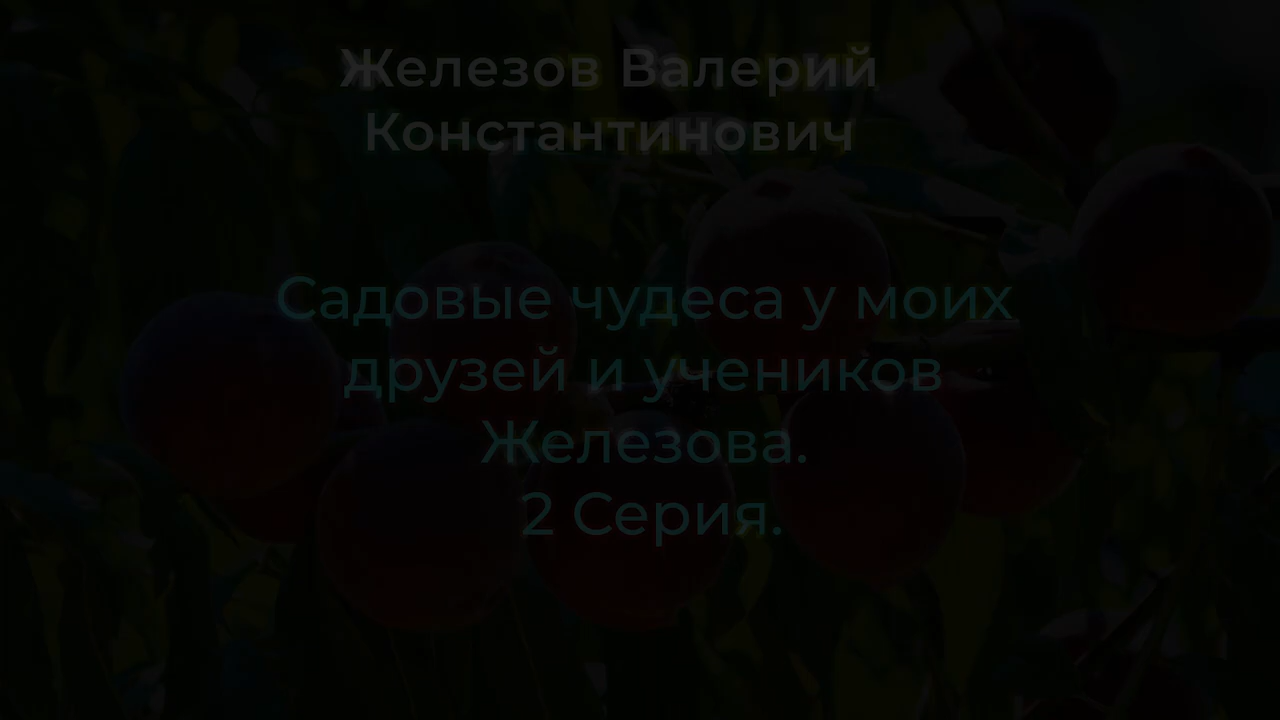 Железов Валерий
Константинович
Садовые чудеса у моих
друзей и учеников
Железова.
2 Серия.